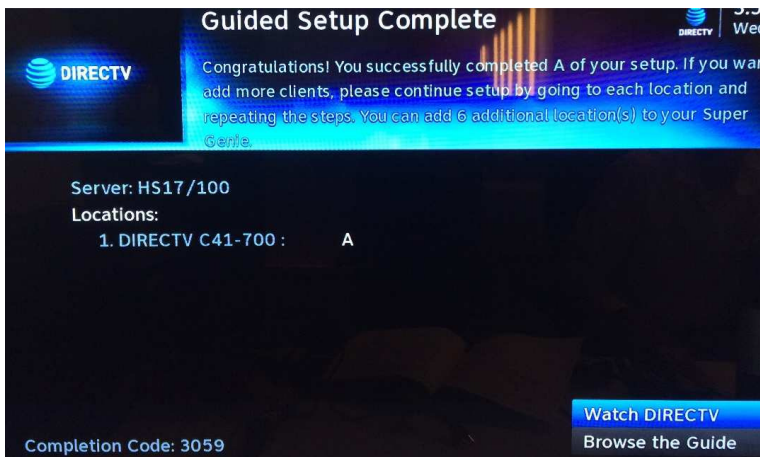 Guided Setup Complete
DIRECTV
DIRECTV
Congratulations! You successfully completed A of your setup. If you
add more clients, please continue setup by going to each location and
repeating the steps. You can add 6 additional location(s) to your Super
Genie.
Server: HS17/100
Locations:
1. DIRECTV C41-700 : A
Watch DIRECTV
Browse the Guide
Completion Code: 3059